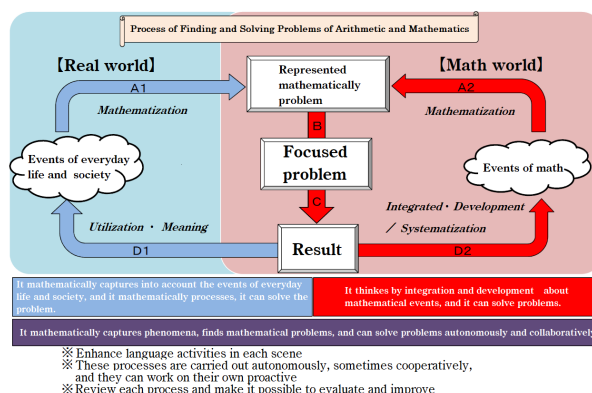 Process of Finding and Solving Problems of Arithmetic and Mathematics
【Real world】
【Math world】
A1
Represented
mathematically
problem
A2
Mathematization
Mathematization
B
Events of everyday
life and society
Focused
problem
Events of math
C
Utilization・ Meaning
Integrated・Development
／ Systematization
D1
Result
D2
It mathematically captures into account the events of everyday
life and society, and it mathematically processes, it can solve the
problem.
It thinkes by integration and development about
mathematical events, and it can solve problems.
It mathematically captures phenomena, finds mathematical problems, and can solve problems autonomously and collaboratively
※ Enhance language activities in each scene
※ These processes are carried out autonomously, sometimes cooperatively,
and they can work on their own proactive
※ Review each process and make it possible to evaluate and improve